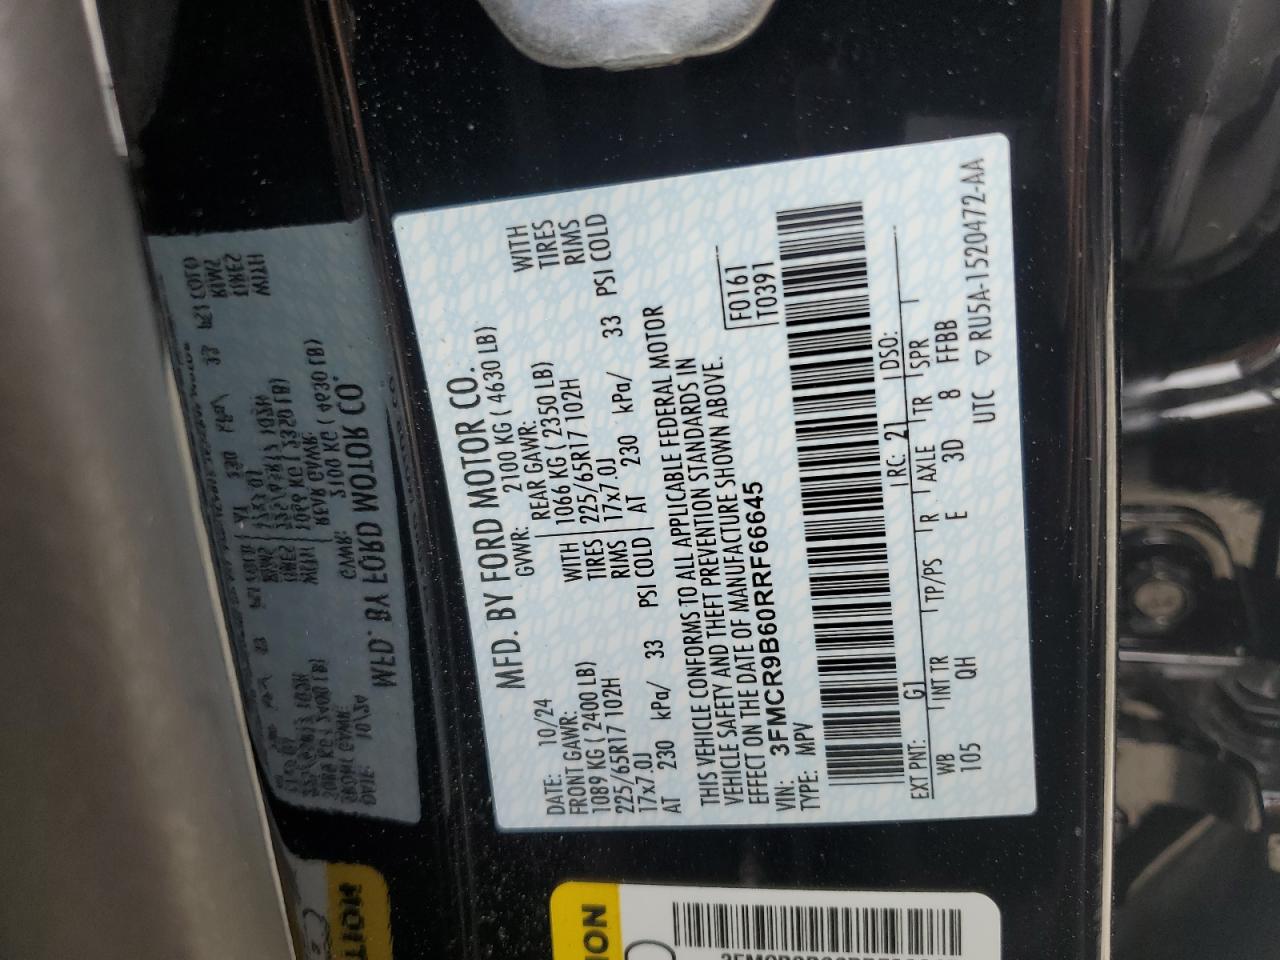 MFD. BY FORD MOTOR CO.
DATE: 10/24 GVWR: 2100 KG ( 4630 LB)
FRONT GAWR: REAR GAWR:
1089 KG ( 2400 LB) WITH 1066 KG ( 2350 LB) WITH
225/65R17 102H TIRES 225/65R17 102H TIRES
17x7.0J RIMS 17x7.0J RIMS
AT 230 kPa/ 33 PSI COLD AT 230 kPa/ 33 PSI COLD
THIS VEHICLE CONFORMS TO ALL APPLICABLE FEDERAL MOTOR
VEHICLE SAFETY AND THEFT PREVENTION STANDARDS IN
EFFECT ON THE DATE OF MANUFACTURE SHOWN ABOVE.
F0161
T0391
VIN: 3FMCR9B60RRF66645
TYPE: MPV
EXT PNT: G1 RC: 21 DSO:
WB INT TR TP/PS R AXLE TR SPR
105 QH E 3D 8 FFBB
UTC ▽ RU5A-1520472-AA